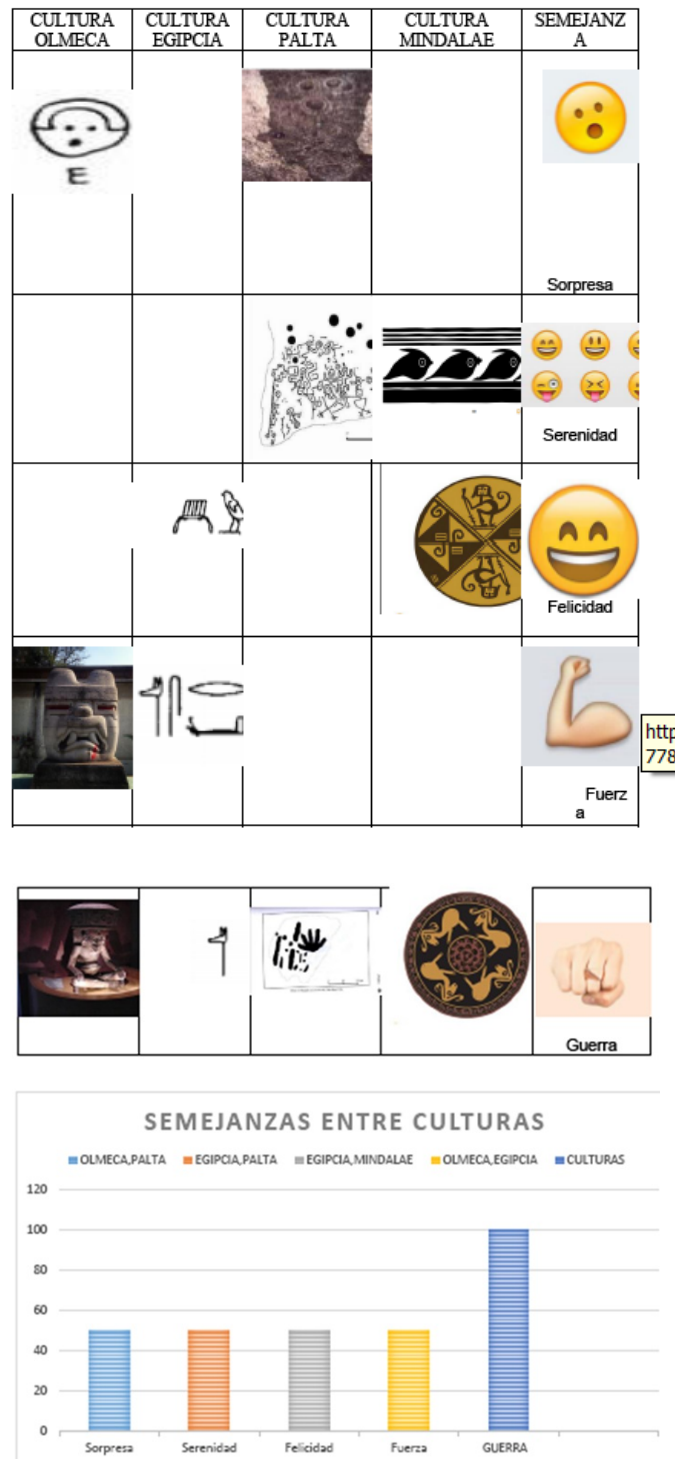 CULTURA OLMECA
CULTURA EGIPCIA
CULTURA PALTA
CULTURA MINDALAE
SEMEJANZ A
E
Sorpresa
Serenidad
Felicidad
http
778
Fuerz
a
Guerra
SEMEJANZAS ENTRE CULTURAS
OLMECA,PALTA EGIPCIA,PALTA EGIPCIA,MINDALAE OLMECA,EGIPCIA CULTURAS
120
100
80
60
40
20
0
Sorpresa Serenidad Felicidad Fuerza GUERRA